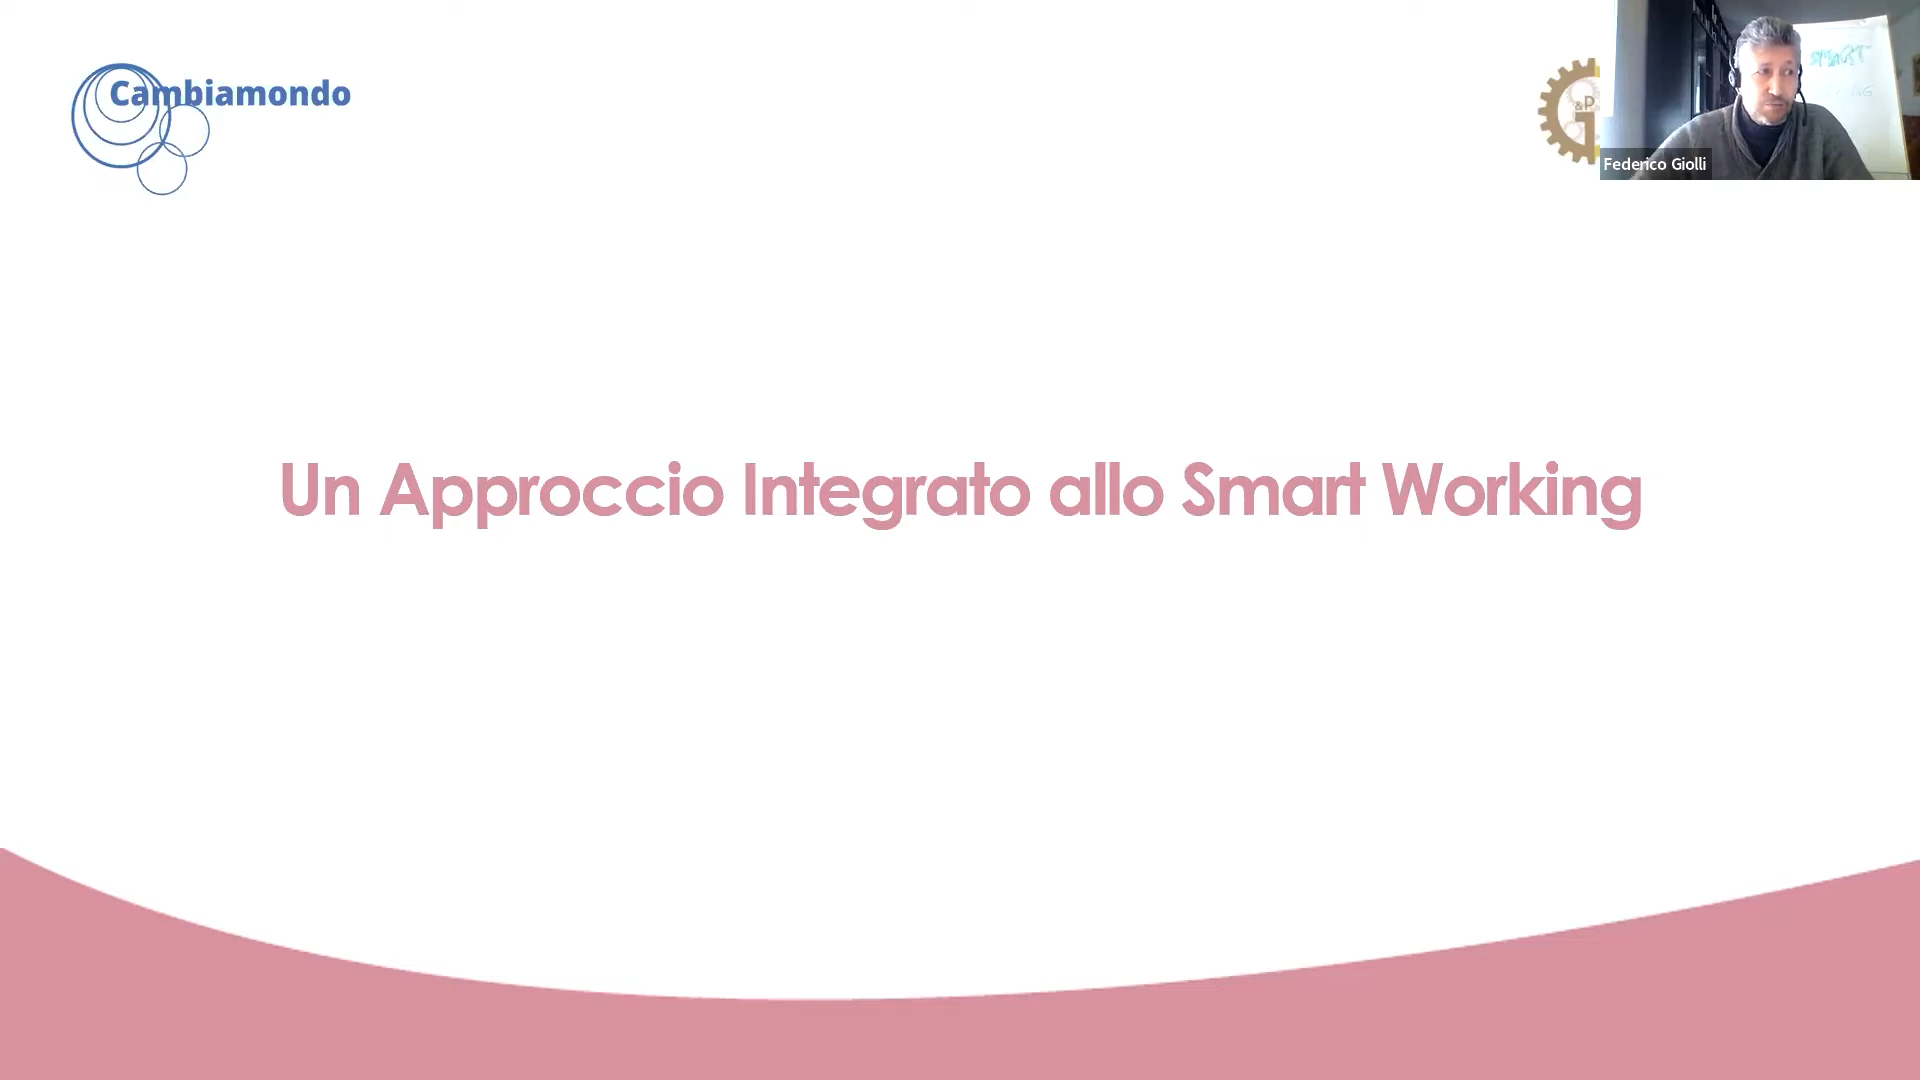 Cambiamondo
&P
Federico Giolli
Un Approccio Integrato allo Smart Working